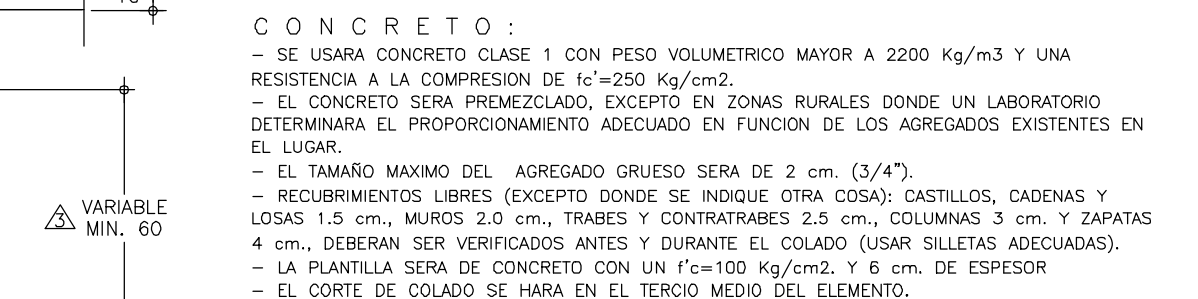 C O N C R E T O :
– SE USARA CONCRETO CLASE 1 CON PESO VOLUMETRICO MAYOR A 2200 Kg/m3 Y UNA
RESISTENCIA A LA COMPRESION DE fc'=250 Kg/cm2.
– EL CONCRETO SERA PREMEZCLADO, EXCEPTO EN ZONAS RURALES DONDE UN LABORATORIO
DETERMINARA EL PROPORCIONAMIENTO ADECUADO EN FUNCION DE LOS AGREGADOS EXISTENTES EN
EL LUGAR.
– EL TAMAÑO MAXIMO DEL AGREGADO GRUESO SERA DE 2 cm. (3/4").
– RECUBRIMIENTOS LIBRES (EXCEPTO DONDE SE INDIQUE OTRA COSA): CASTILLOS, CADENAS Y
LOSAS 1.5 cm., MUROS 2.0 cm., TRABES Y CONTRATRABES 2.5 cm., COLUMNAS 3 cm. Y ZAPATAS
4 cm., DEBERAN SER VERIFICADOS ANTES Y DURANTE EL COLADO (USAR SILLETAS ADECUADAS).
– LA PLANTILLA SERA DE CONCRETO CON UN f'c=100 Kg/cm2. Y 6 cm. DE ESPESOR
– EL CORTE DE COLADO SE HARA EN EL TERCIO MEDIO DEL ELEMENTO.
3 VARIABLE
MIN. 60